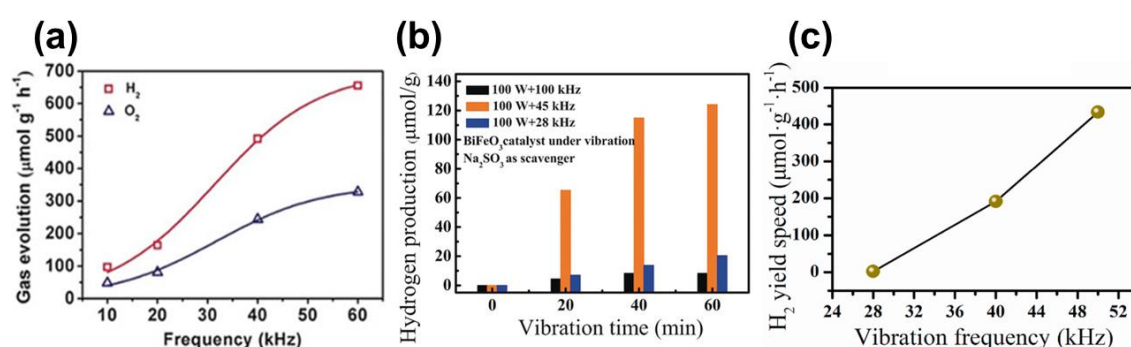 (a)
Gas evolution (μmol g⁻¹ h⁻¹)
700
600
500
400
300
200
100
0
H₂
O₂
10 20 30 40 50 60
Frequency (kHz)
(b)
Hydrogen production (μmol/g)
140
120
100
80
60
40
20
0
100 W+100 kHz
100 W+45 kHz
100 W+28 kHz
BiFeO₃catalyst under vibration
Na₂SO₃ as scavenger
0 20 40 60
Vibration time (min)
(c)
H₂ yield speed (μmol·g⁻¹·h⁻¹)
500
400
300
200
100
0
24 28 32 36 40 44 48 52
Vibration frequency (kHz)